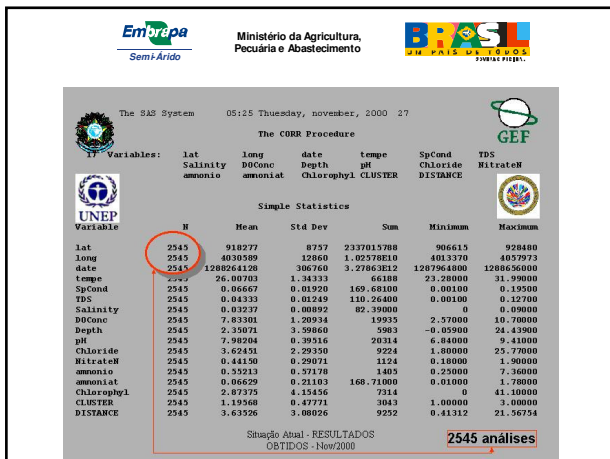 Embrapa
Semi-Árido
Ministério da Agricultura,
Pecuária e Abastecimento
BRASIL
UM PAÍS DE TODOS
GOVERNO FEDERAL
The SAS System 05:25 Thuesday, november, 2000 27
The CORR Procedure
GEF
17 Variables: lat long date tempe SpCond TDS
Salinity DOConc Depth pH Chloride NitrateN
amnonio amnoniat Chlorophyl CLUSTER DISTANCE
UNEP
Simple Statistics
Variable N Mean Std Dev Sum Minimum Maximum
lat 2545 918277 8757 2337015788 906615 928480
long 2545 4030589 12860 1.02578E10 4013370 4057973
date 2545 1288264128 306760 3.27863E12 1287964800 1288656000
tempe 2545 26.00703 1.34333 66188 23.28000 31.99000
SpCond 2545 0.06667 0.01920 169.68100 0.00100 0.19500
TDS 2545 0.04333 0.01249 110.26400 0.00100 0.12700
Salinity 2545 0.03237 0.00892 82.39000 0 0.09000
DOConc 2545 7.83301 1.20934 19935 2.57000 10.70000
Depth 2545 2.35071 3.59860 5983 -0.05900 24.43900
pH 2545 7.98204 0.39516 20314 6.84000 9.41000
Chloride 2545 3.62451 2.29350 9224 1.80000 25.77000
NitrateN 2545 0.44150 0.29071 1124 0.18000 1.90000
amnonio 2545 0.55213 0.57178 1405 0.25000 7.36000
amnoniat 2545 0.06629 0.21103 168.71000 0.01000 1.78000
Chlorophyl 2545 2.87375 4.15456 7314 0 41.10000
CLUSTER 2545 1.19568 0.47771 3043 1.00000 3.00000
DISTANCE 2545 3.63526 3.08026 9252 0.41312 21.56754
Situação Atual - RESULTADOS
OBTIDOS - Nov/2000
2545 análises